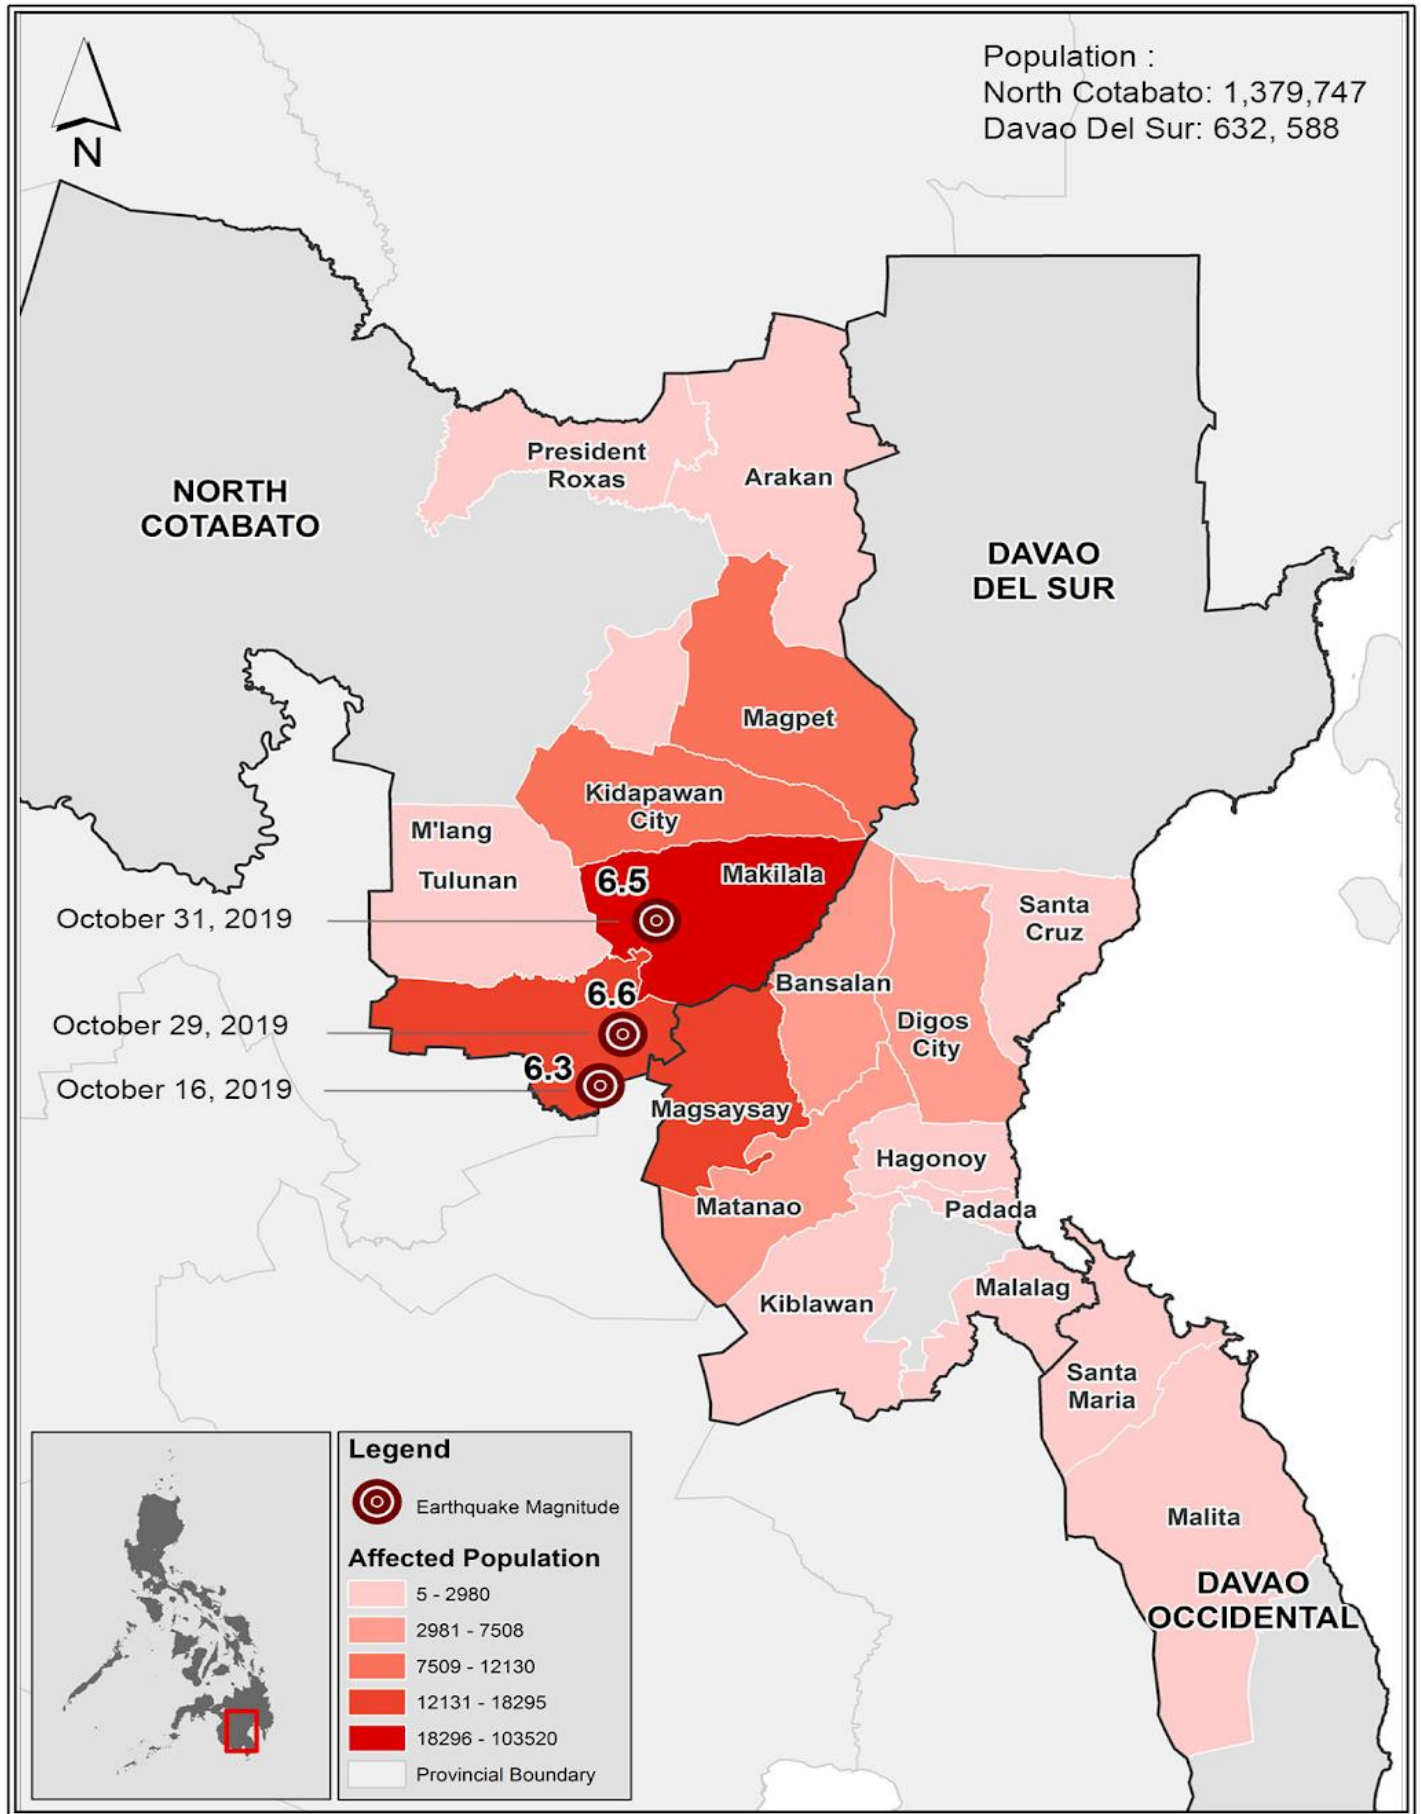 Population :
North Cotabato: 1,379,747
Davao Del Sur: 632, 588
N
President
Roxas
Arakan
NORTH
COTABATO
DAVAO
DEL SUR
Magpet
Kidapawan
City
M'lang
Tulunan
Makilala
6.5
October 31, 2019
Santa
Cruz
Bansalan
6.6
October 29, 2019
Digos
City
6.3
October 16, 2019
Magsaysay
Hagonoy
Matanao
Padada
Malalag
Kiblawan
Santa
Maria
Malita
DAVAO
OCCIDENTAL
Legend
Earthquake Magnitude
Affected Population
5 - 2980
2981 - 7508
7509 - 12130
12131 - 18295
18296 - 103520
Provincial Boundary